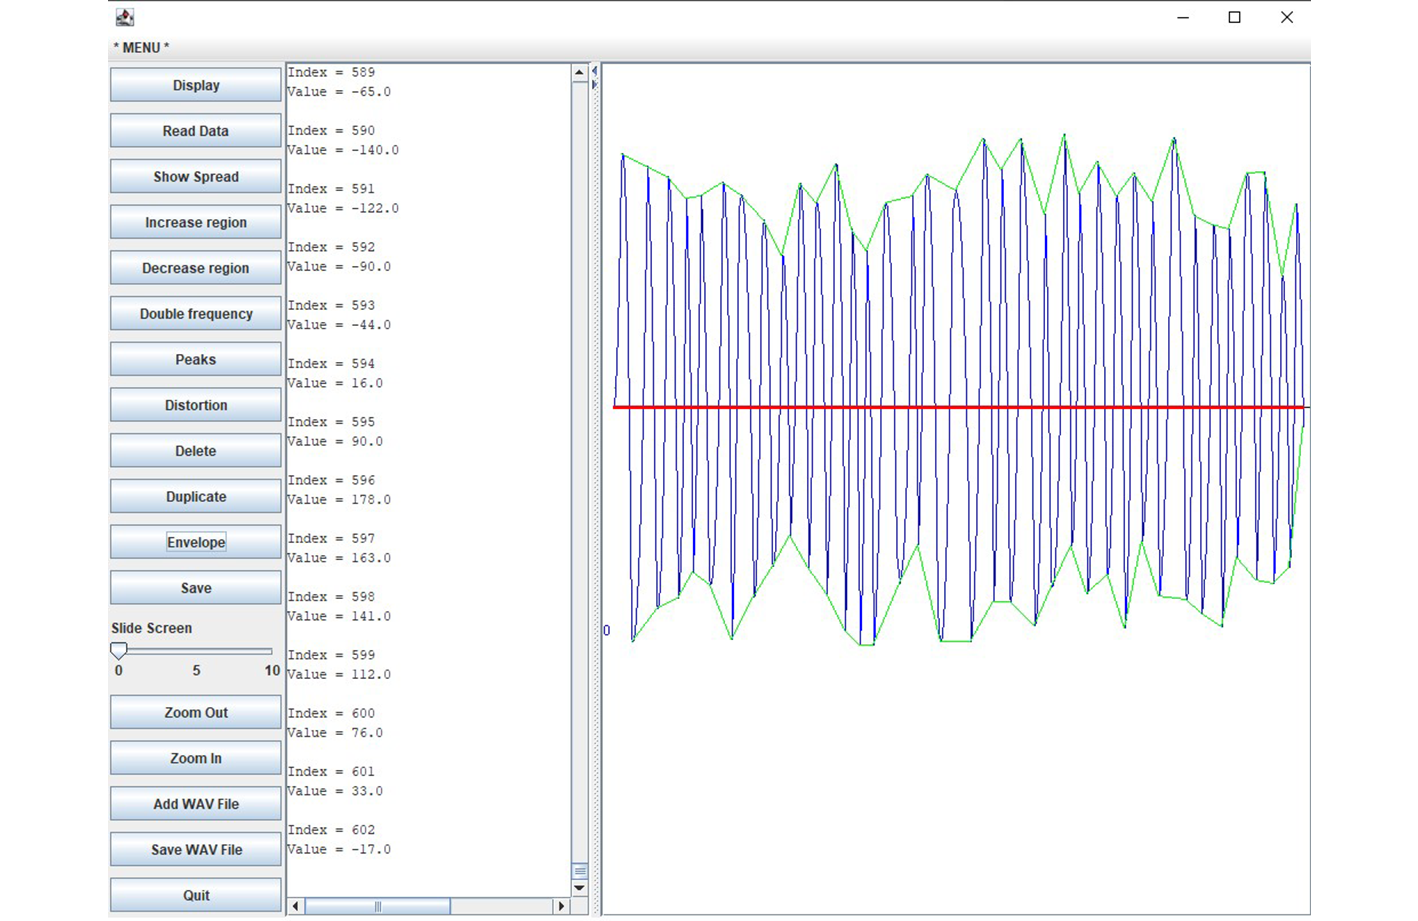 * MENU *
Display
Read Data
Show Spread
Increase region
Decrease region
Double frequency
Peaks
Distortion
Delete
Duplicate
Envelope
Save
Slide Screen
0 5 10
Zoom Out
Zoom In
Add WAV File
Save WAV File
Quit
Index = 589
Value = -65.0
Index = 590
Value = -140.0
Index = 591
Value = -122.0
Index = 592
Value = -90.0
Index = 593
Value = -44.0
Index = 594
Value = 16.0
Index = 595
Value = 90.0
Index = 596
Value = 178.0
Index = 597
Value = 163.0
Index = 598
Value = 141.0
Index = 599
Value = 112.0
Index = 600
Value = 76.0
Index = 601
Value = 33.0
Index = 602
Value = -17.0
0